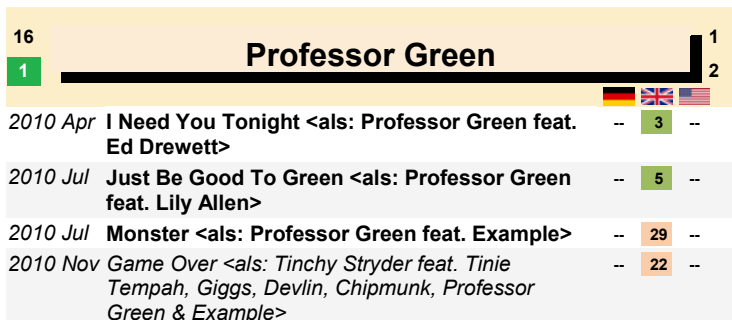 16
Professor Green
1
1
2
2010 Apr I Need You Tonight <als: Professor Green feat. -- 3 --
Ed Drewett>
2010 Jul Just Be Good To Green <als: Professor Green -- 5 --
feat. Lily Allen>
2010 Jul Monster <als: Professor Green feat. Example> -- 29 --
2010 Nov Game Over <als: Tinchy Stryder feat. Tinie -- 22 --
Tempah, Giggs, Devlin, Chipmunk, Professor
Green & Example>